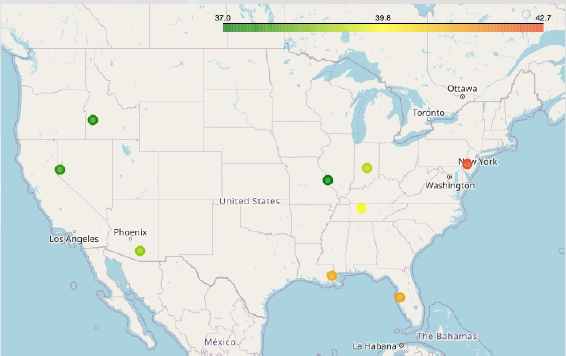 37.0 39.8 42.7
Ottawa
Toronto
New York
Washington
United States
Los Angeles
Phoenix
México
La Habana
The Bahamas